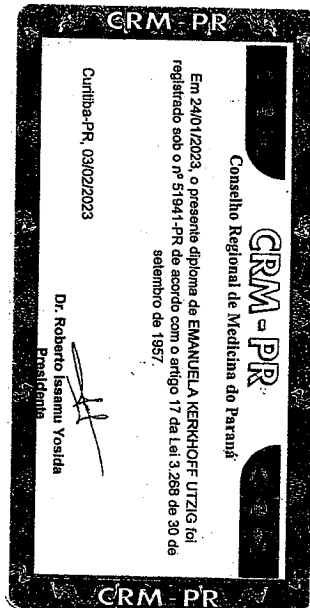 CRM-PR
CRM-PR
Conselho Regional de Medicina do Paraná
Em 24/01/2023, o presente diploma de EMANUELA KERKHOFF UTZIG foi
registrado sob o nº 51941-PR de acordo com o artigo 17 da Lei 3.268 de 30 de
setembro de 1957.
Curitiba-PR, 03/02/2023
Dr. Roberto Issamu Yosida
Presidente
CRM-PR